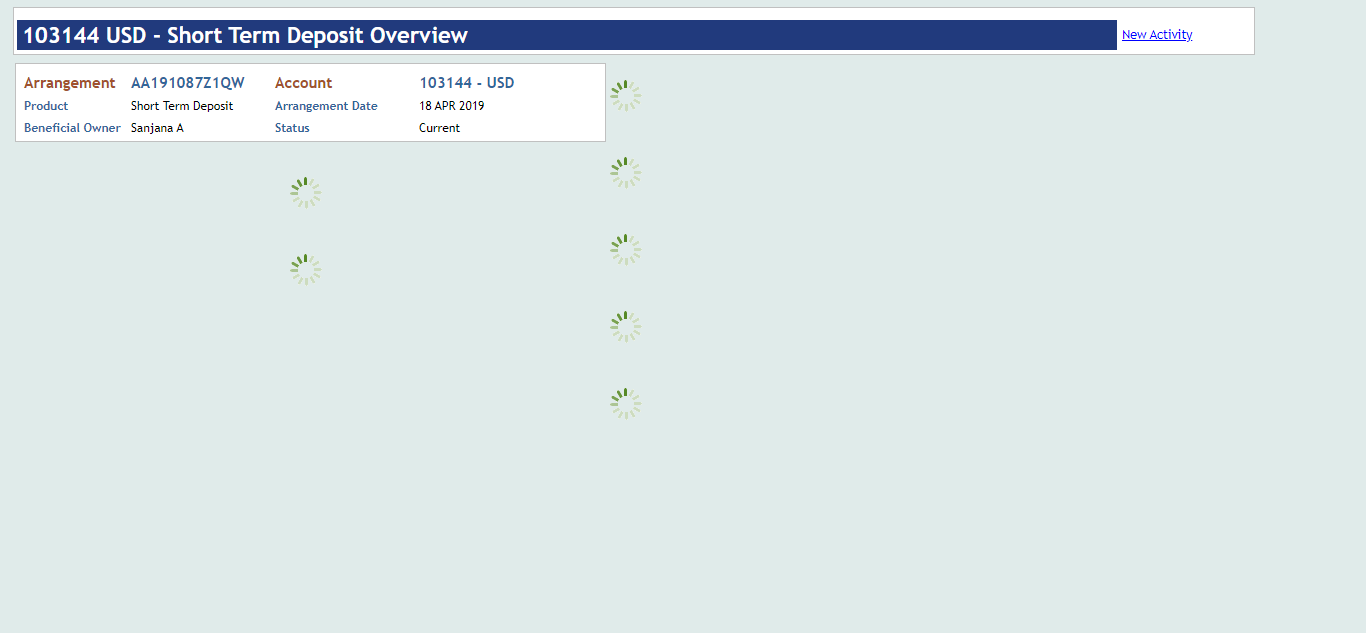 103144 USD - Short Term Deposit Overview New Activity
Arrangement AA191087Z1QW Account 103144 - USD
Product Short Term Deposit Arrangement Date 18 APR 2019
Beneficial Owner Sanjana A Status Current